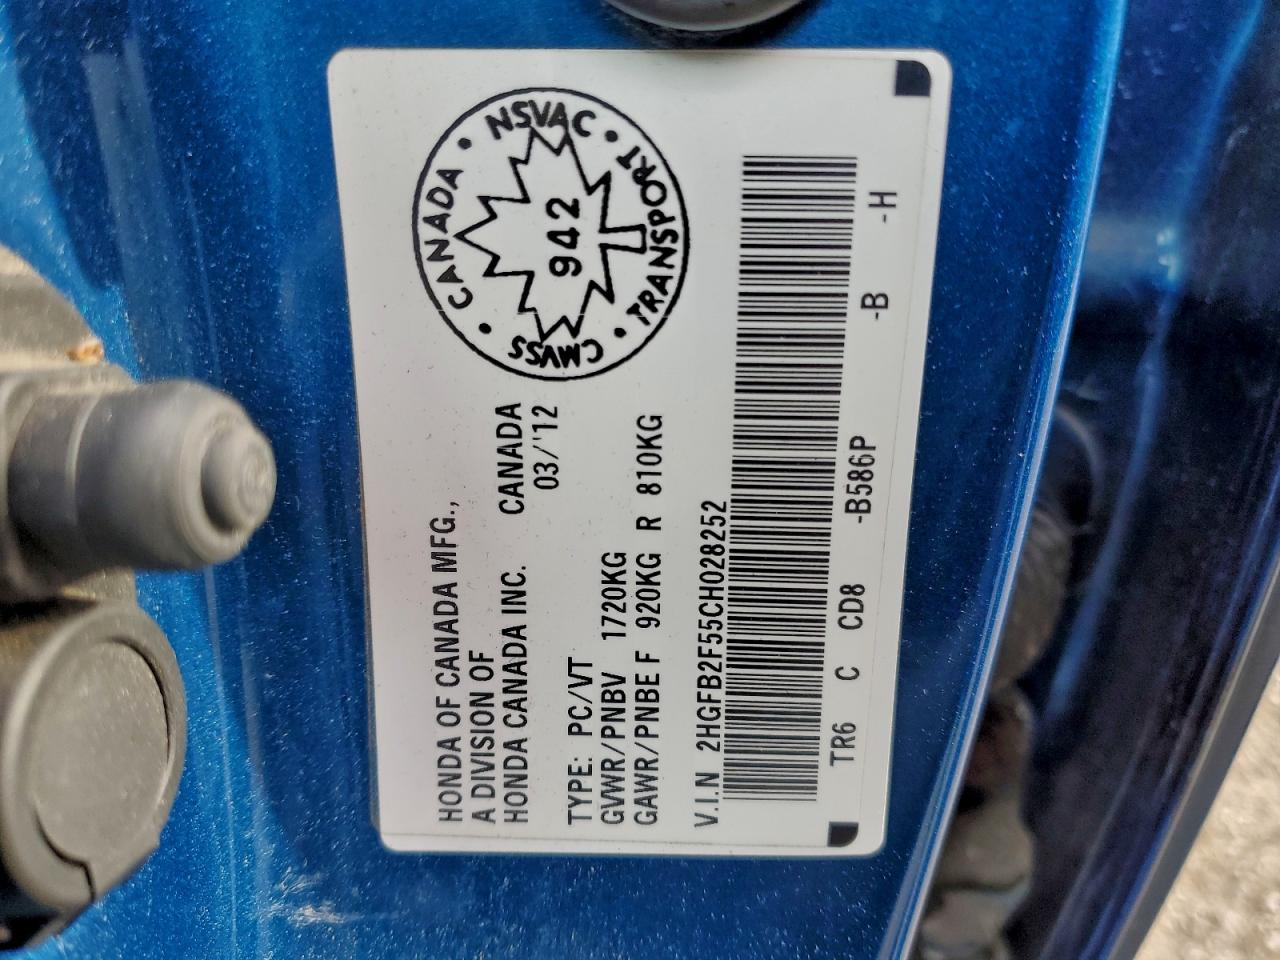 HONDA OF CANADA MFG.,
A DIVISION OF
HONDA CANADA INC. CANADA
03/'12
TYPE: PC/VT
GVWR/PNBV 1720KG
GAWR/PNBE F 920KG R 810KG
V.I.N 2HGFB2F55CH028252
TR6 C CD8 -B586P -B -H
CANADA • NSVAC • TRANSPORT • CMVSS •
942